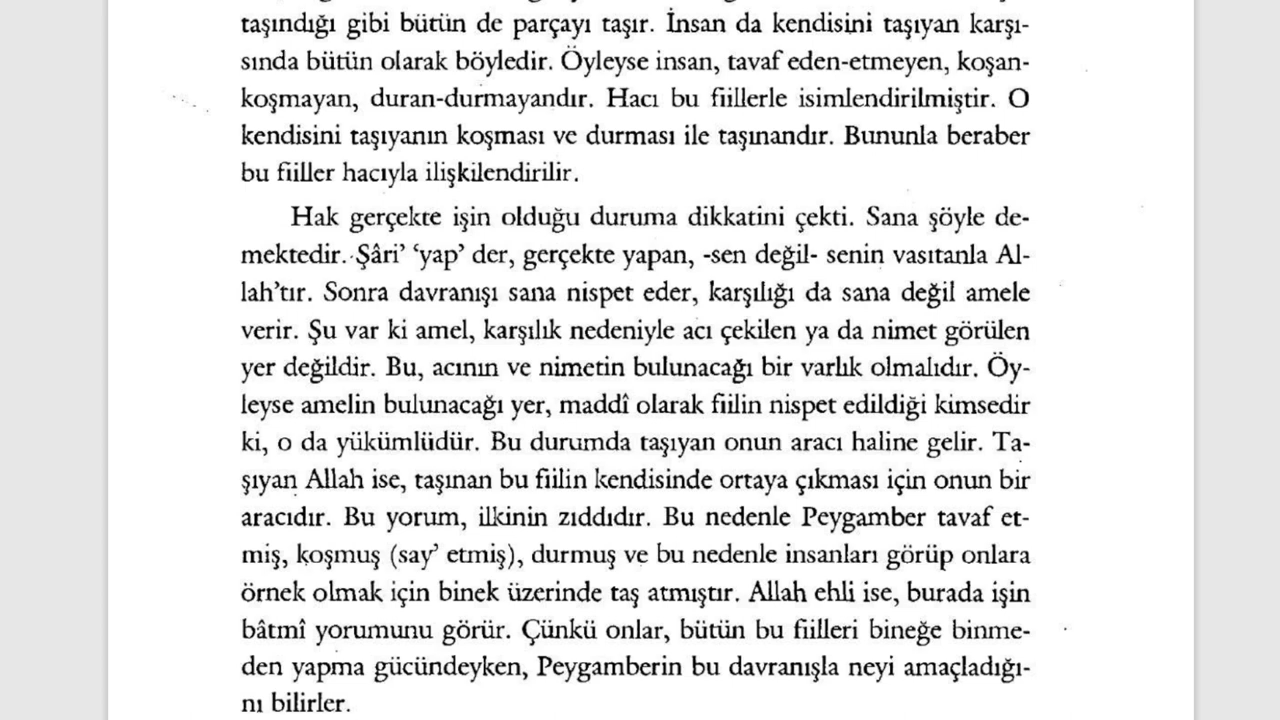 taşındığı gibi bütün de parçayı taşır. İnsan da kendisini taşıyan karşı-
sında bütün olarak böyledir. Öyleyse insan, tavaf eden-etmeyen, koşan-
koşmayan, duran-durmayandır. Hacı bu fiillerle isimlendirilmiştir. O
kendisini taşıyanın koşması ve durması ile taşınandır. Bununla beraber
bu fiiller hacıyla ilişkilendirilir.
Hak gerçekte işin olduğu duruma dikkatini çekti. Sana şöyle de-
mektedir. Şâri’ ‘yap’ der, gerçekte yapan, -sen değil- senin vasıtanla Al-
lah’tır. Sonra davranışı sana nispet eder, karşılığı da sana değil amele
verir. Şu var ki amel, karşılık nedeniyle acı çekilen ya da nimet görülen
yer değildir. Bu, acının ve nimetin bulunacağı bir varlık olmalıdır. Öy-
leyse amelin bulunacağı yer, maddî olarak fiilin nispet edildiği kimsedir
ki, o da yükümlüdür. Bu durumda taşıyan onun aracı haline gelir. Ta-
şıyan Allah ise, taşınan bu fiilin kendisinde ortaya çıkması için onun bir
aracıdır. Bu yorum, ilkinin zıddıdır. Bu nedenle Peygamber tavaf et-
miş, koşmuş (say’ etmiş), durmuş ve bu nedenle insanları görüp onlara
örnek olmak için binek üzerinde taş atmıştır. Allah ehli ise, burada işin
bâtmî yorumunu görür. Çünkü onlar, bütün bu fiilleri bineğe binme-
den yapma gücündeyken, Peygamberin bu davranışla neyi amaçladığı-
nı bilirler.